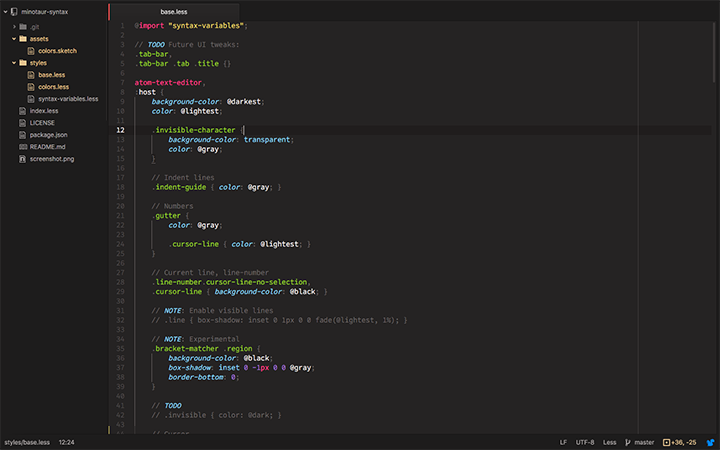 minotaur-syntax
.git
assets
colors.sketch
styles
base.less
colors.less
syntax-variables.less
index.less
LICENSE
package.json
README.md
screenshot.png
base.less
1 @import "syntax-variables";
2
3 // TODO Future UI tweaks:
4 .tab-bar,
5 .tab-bar .tab .title {}
6
7 atom-text-editor,
8 :host {
9 background-color: @darkest;
10 color: @lightest;
11
12 .invisible-character {
13 background-color: transparent;
14 color: @gray;
15 }
16
17 // Indent lines
18 .indent-guide { color: @gray; }
19
20 // Numbers
21 .gutter {
22 color: @gray;
23
24 .cursor-line { color: @lightest; }
25 }
26
27 // Current line, line-number
28 .line-number.cursor-line-no-selection,
29 .cursor-line { background-color: @black; }
30
31 // NOTE: Enable visible lines
32 // .line { box-shadow: inset 0 1px 0 0 fade(@lightest, 1%); }
33
34 // NOTE: Experimental
35 .bracket-matcher .region {
36 background-color: @black;
37 box-shadow: inset 0 -1px 0 0 @gray;
38 border-bottom: 0;
39 }
40
41 // TODO
42 // .invisible { color: @dark; }
43
styles/base.less 12:24 LF UTF-8 Less master +36, -25